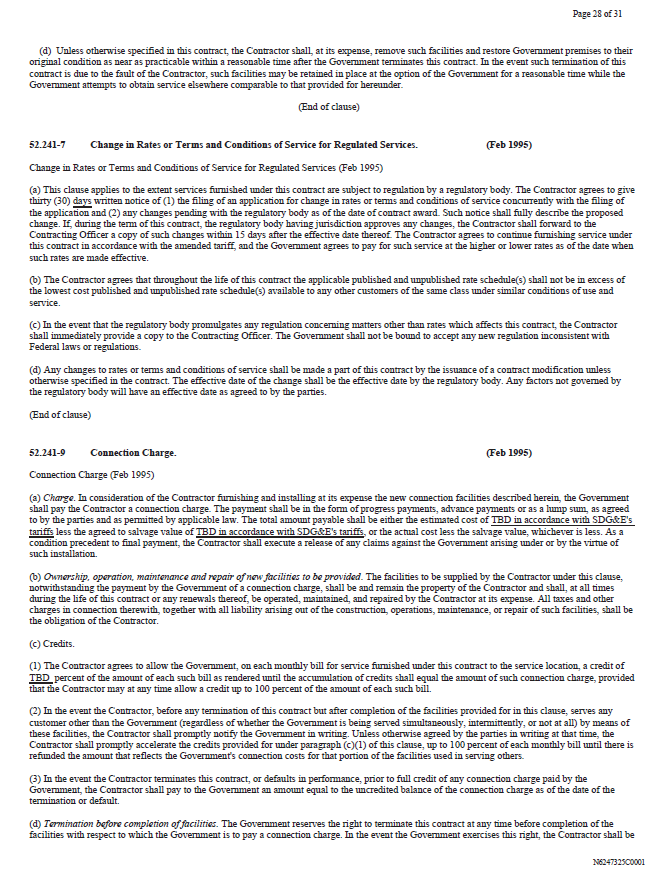 Page 28 of 31
(d) Unless otherwise specified in this contract, the Contractor shall, at its expense, remove such facilities and restore Government premises to their
original condition as near as practicable within a reasonable time after the Government terminates this contract. In the event such termination of this
contract is due to the fault of the Contractor, such facilities may be retained in place at the option of the Government for a reasonable time while the
Government attempts to obtain service elsewhere comparable to that provided for hereunder.
(End of clause)
52.241-7 Change in Rates or Terms and Conditions of Service for Regulated Services. (Feb 1995)
Change in Rates or Terms and Conditions of Service for Regulated Services (Feb 1995)
(a) This clause applies to the extent services furnished under this contract are subject to regulation by a regulatory body. The Contractor agrees to give
thirty (30) days written notice of (1) the filing of an application for change in rates or terms and conditions of service concurrently with the filing of
the application and (2) any changes pending with the regulatory body as of the date of contract award. Such notice shall fully describe the proposed
change. If, during the term of this contract, the regulatory body having jurisdiction approves any changes, the Contractor shall forward to the
Contracting Officer a copy of such changes within 15 days after the effective date thereof. The Contractor agrees to continue furnishing service under
this contract in accordance with the amended tariff, and the Government agrees to pay for such service at the higher or lower rates as of the date when
such rates are made effective.
(b) The Contractor agrees that throughout the life of this contract the applicable published and unpublished rate schedule(s) shall not be in excess of
the lowest cost published and unpublished rate schedule(s) available to any other customers of the same class under similar conditions of use and
service.
(c) In the event that the regulatory body promulgates any regulation concerning matters other than rates which affects this contract, the Contractor
shall immediately provide a copy to the Contracting Officer. The Government shall not be bound to accept any new regulation inconsistent with
Federal laws or regulations.
(d) Any changes to rates or terms and conditions of service shall be made a part of this contract by the issuance of a contract modification unless
otherwise specified in the contract. The effective date of the change shall be the effective date by the regulatory body. Any factors not governed by
the regulatory body will have an effective date as agreed to by the parties.
(End of clause)
52.241-9 Connection Charge. (Feb 1995)
Connection Charge (Feb 1995)
(a) Charge. In consideration of the Contractor furnishing and installing at its expense the new connection facilities described herein, the Government
shall pay the Contractor a connection charge. The payment shall be in the form of progress payments, advance payments or as a lump sum, as agreed
to by the parties and as permitted by applicable law. The total amount payable shall be either the estimated cost of TBD in accordance with SDG&E's
tariffs less the agreed to salvage value of TBD in accordance with SDG&E's tariffs, or the actual cost less the salvage value, whichever is less. As a
condition precedent to final payment, the Contractor shall execute a release of any claims against the Government arising under or by the virtue of
such installation.
(b) Ownership, operation, maintenance and repair of new facilities to be provided. The facilities to be supplied by the Contractor under this clause,
notwithstanding the payment by the Government of a connection charge, shall be and remain the property of the Contractor and shall, at all times
during the life of this contract or any renewals thereof, be operated, maintained, and repaired by the Contractor at its expense. All taxes and other
charges in connection therewith, together with all liability arising out of the construction, operations, maintenance, or repair of such facilities, shall be
the obligation of the Contractor.
(c) Credits.
(1) The Contractor agrees to allow the Government, on each monthly bill for service furnished under this contract to the service location, a credit of
TBD percent of the amount of each such bill as rendered until the accumulation of credits shall equal the amount of such connection charge, provided
that the Contractor may at any time allow a credit up to 100 percent of the amount of each such bill.
(2) In the event the Contractor, before any termination of this contract but after completion of the facilities provided for in this clause, serves any
customer other than the Government (regardless of whether the Government is being served simultaneously, intermittently, or not at all) by means of
these facilities, the Contractor shall promptly notify the Government in writing. Unless otherwise agreed by the parties in writing at that time, the
Contractor shall promptly accelerate the credits provided for under paragraph (c)(1) of this clause, up to 100 percent of each monthly bill until there is
refunded the amount that reflects the Government's connection costs for that portion of the facilities used in serving others.
(3) In the event the Contractor terminates this contract, or defaults in performance, prior to full credit of any connection charge paid by the
Government, the Contractor shall pay to the Government an amount equal to the uncredited balance of the connection charge as of the date of the
termination or default.
(d) Termination before completion of facilities. The Government reserves the right to terminate this contract at any time before completion of the
facilities with respect to which the Government is to pay a connection charge. In the event the Government exercises this right, the Contractor shall be
N6247325C0001